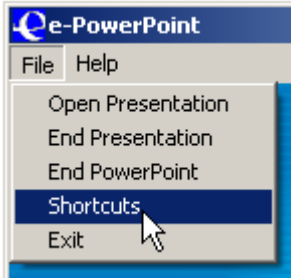 e-PowerPoint
File Help
Open Presentation
End Presentation
End PowerPoint
Shortcuts
Exit